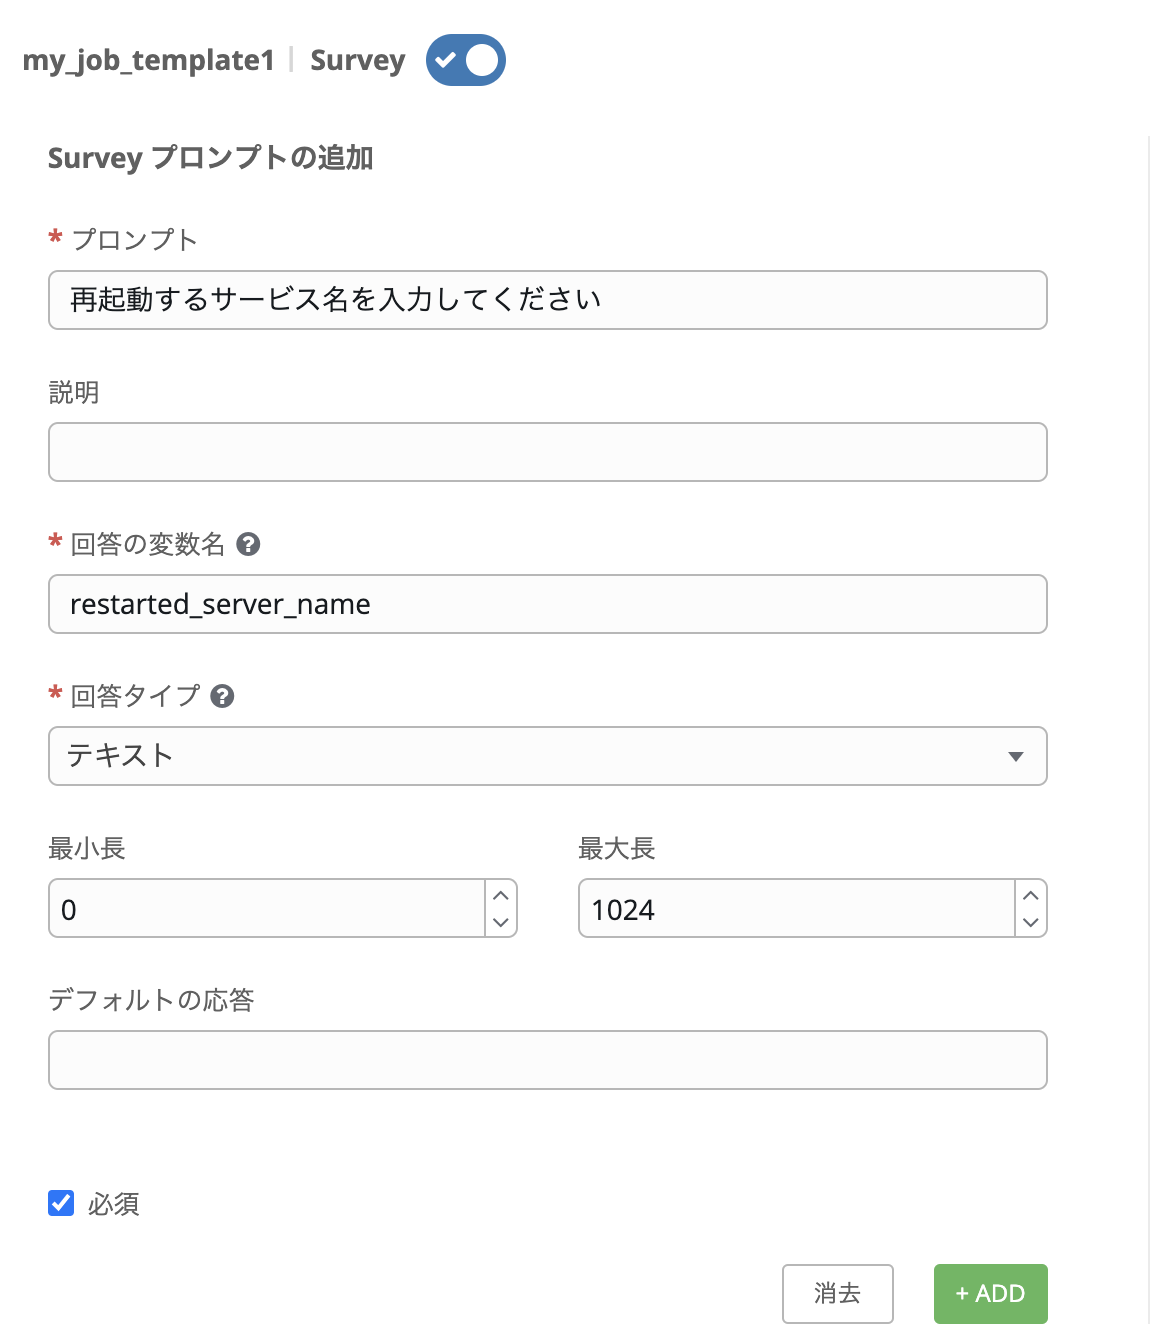 my_job_template1 | Survey
Survey プロンプトの追加
* プロンプト
再起動するサービス名を入力してください
説明
* 回答の変数名 ?
restarted_server_name
* 回答タイプ ?
テキスト
最小長 最大長
0 1024
デフォルトの応答
必須
消去 + ADD